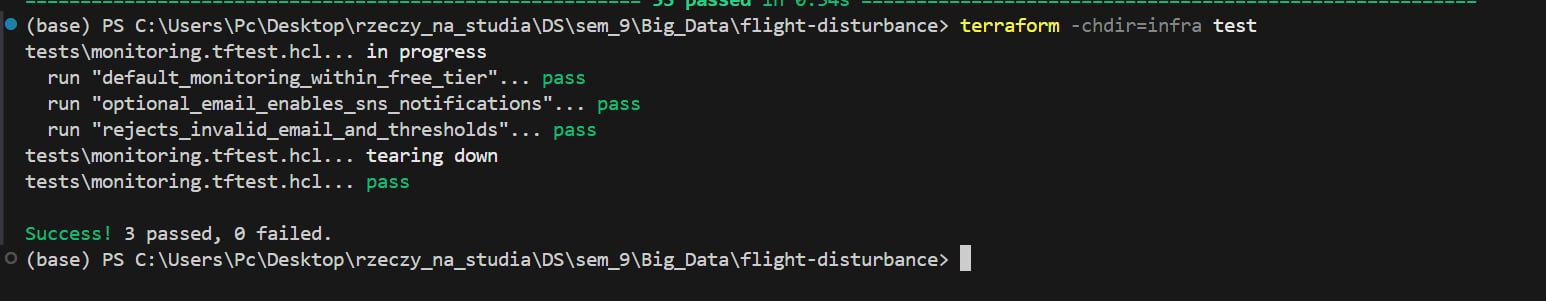 ============================== 53 passed in 0.54s ==============================
(base) PS C:\Users\Pc\Desktop\rzeczy_na_studia\DS\sem_9\Big_Data\flight-disturbance> terraform -chdir=infra test
tests\monitoring.tftest.hcl... in progress
  run "default_monitoring_within_free_tier"... pass
  run "optional_email_enables_sns_notifications"... pass
  run "rejects_invalid_email_and_thresholds"... pass
tests\monitoring.tftest.hcl... tearing down
tests\monitoring.tftest.hcl... pass

Success! 3 passed, 0 failed.
(base) PS C:\Users\Pc\Desktop\rzeczy_na_studia\DS\sem_9\Big_Data\flight-disturbance>